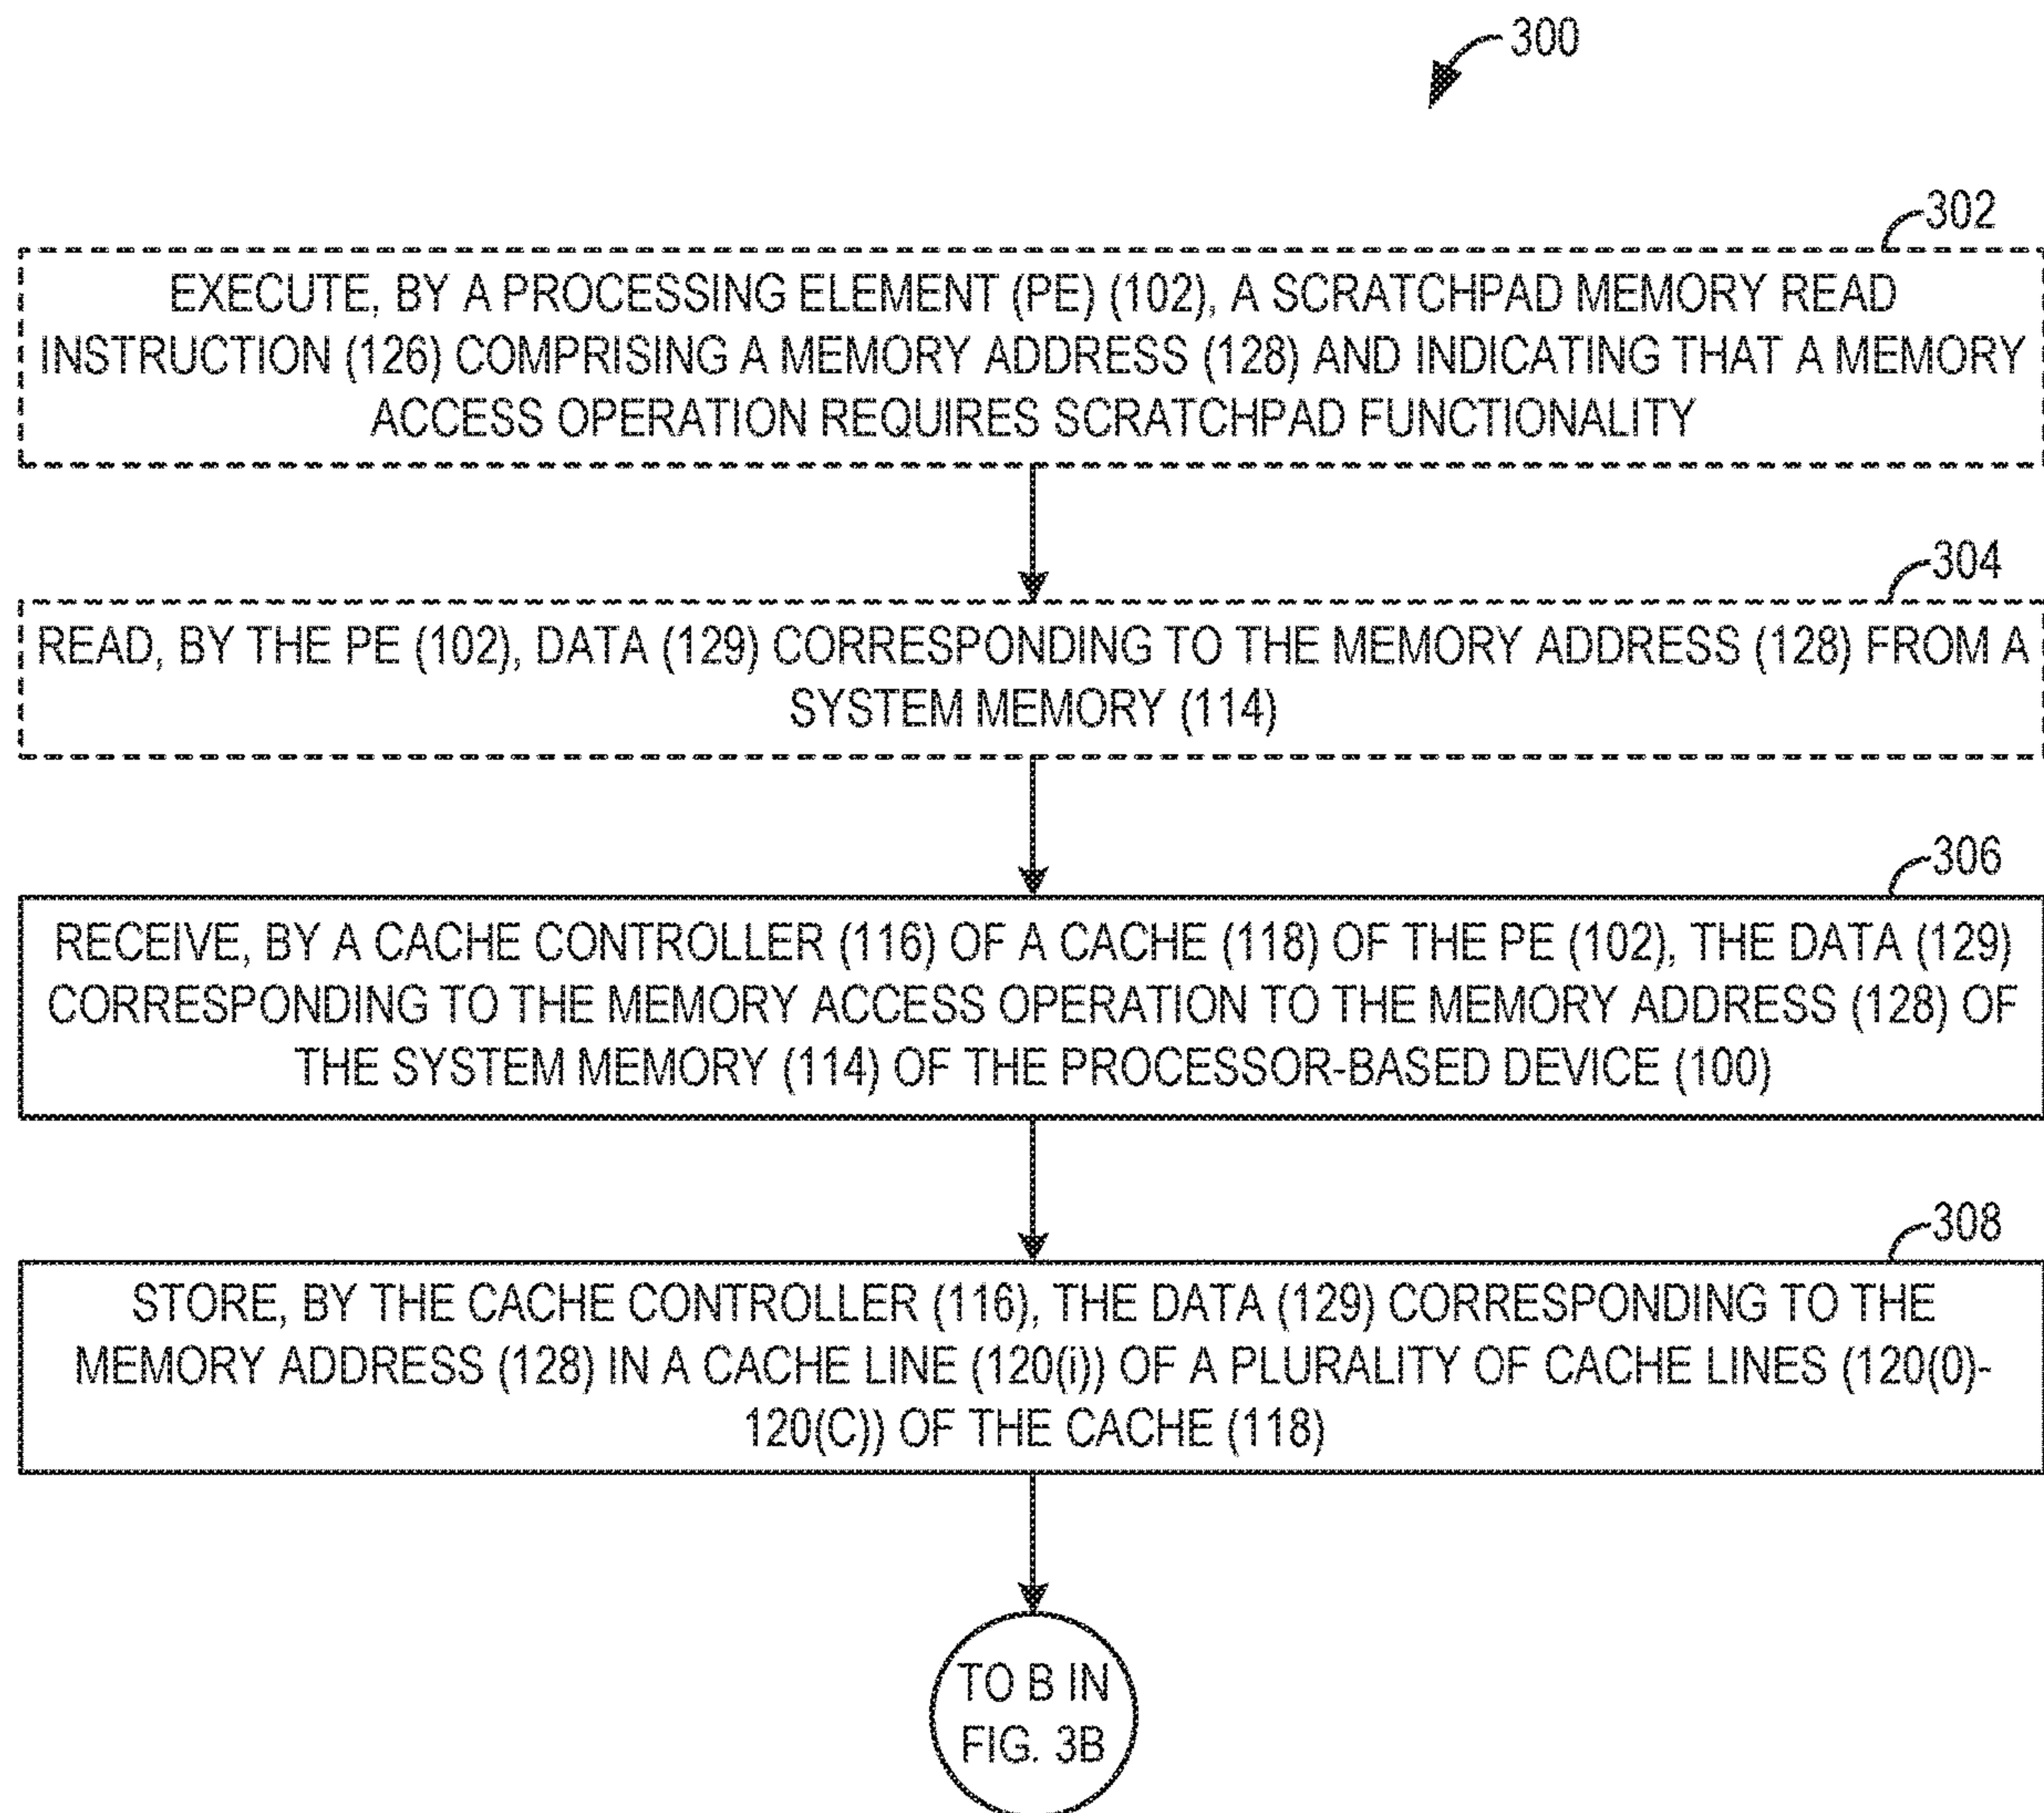 300
302
EXECUTE, BY A PROCESSING ELEMENT (PE) (102), A SCRATCHPAD MEMORY READ
INSTRUCTION (126) COMPRISING A MEMORY ADDRESS (128) AND INDICATING THAT A MEMORY
ACCESS OPERATION REQUIRES SCRATCHPAD FUNCTIONALITY
304
READ, BY THE PE (102), DATA (129) CORRESPONDING TO THE MEMORY ADDRESS (128) FROM A
SYSTEM MEMORY (114)
306
RECEIVE, BY A CACHE CONTROLLER (116) OF A CACHE (118) OF THE PE (102), THE DATA (129)
CORRESPONDING TO THE MEMORY ACCESS OPERATION TO THE MEMORY ADDRESS (128) OF
THE SYSTEM MEMORY (114) OF THE PROCESSOR-BASED DEVICE (100)
308
STORE, BY THE CACHE CONTROLLER (116), THE DATA (129) CORRESPONDING TO THE
MEMORY ADDRESS (128) IN A CACHE LINE (120(i)) OF A PLURALITY OF CACHE LINES (120(0)-
120(C)) OF THE CACHE (118)
TO B IN
FIG. 3B